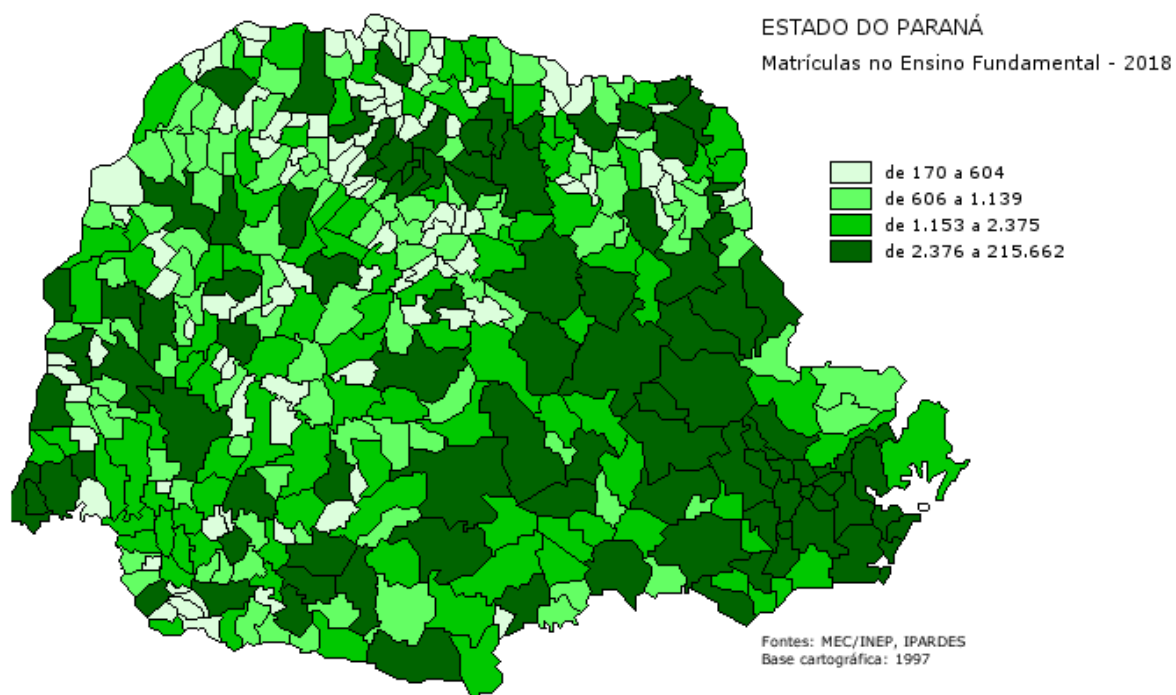 ESTADO DO PARANÁ
Matrículas no Ensino Fundamental - 2018
de 170 a 604
de 606 a 1.139
de 1.153 a 2.375
de 2.376 a 215.662
Fontes: MEC/INEP, IPARDES
Base cartográfica: 1997